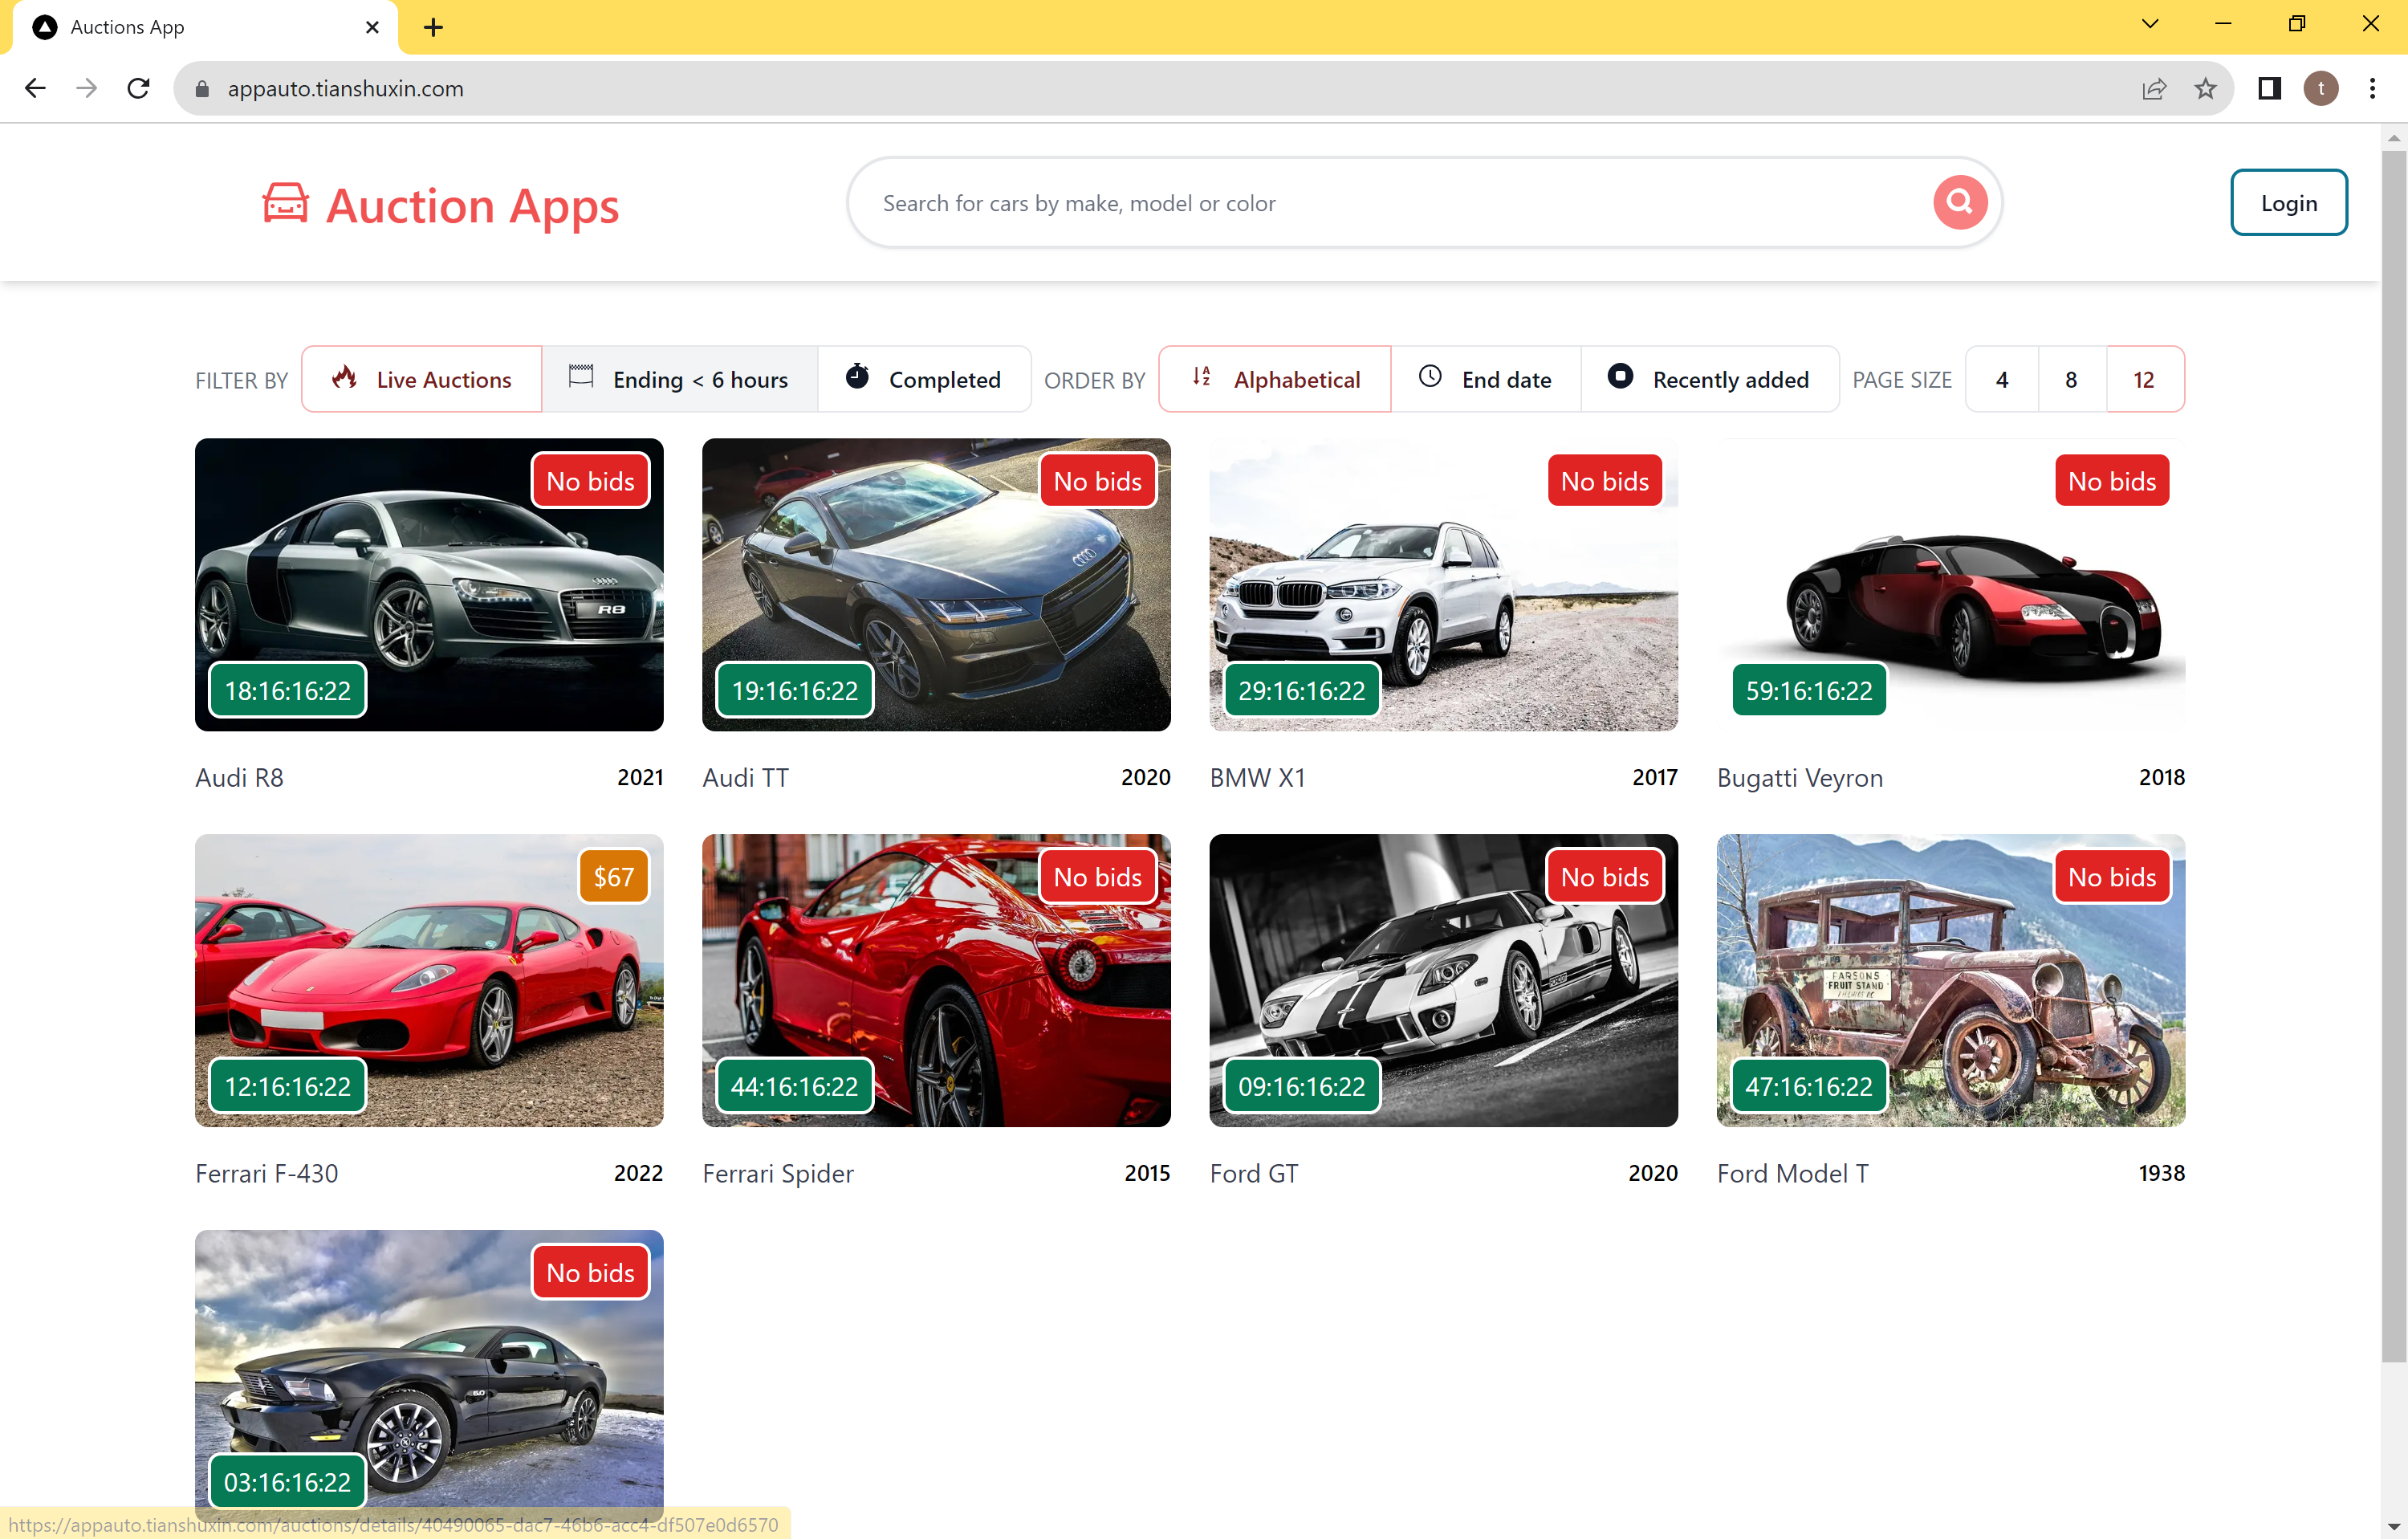 Auctions App
appauto.tianshuxin.com
t
Auction Apps
Search for cars by make, model or color
Login
FILTER BY Live Auctions Ending < 6 hours Completed ORDER BY Alphabetical End date Recently added PAGE SIZE 4 8 12
No bids No bids No bids No bids
R8
18:16:16:22 19:16:16:22 29:16:16:22 59:16:16:22
Audi R8 2021 Audi TT 2020 BMW X1 2017 Bugatti Veyron 2018
$67 No bids No bids No bids
FARSONS
FRUIT STAND
12:16:16:22 44:16:16:22 09:16:16:22 47:16:16:22
Ferrari F-430 2022 Ferrari Spider 2015 Ford GT 2020 Ford Model T 1938
No bids
5.0
03:16:16:22
https://appauto.tianshuxin.com/auctions/details/40490065-dac7-46b6-acc4-df507e0d6570